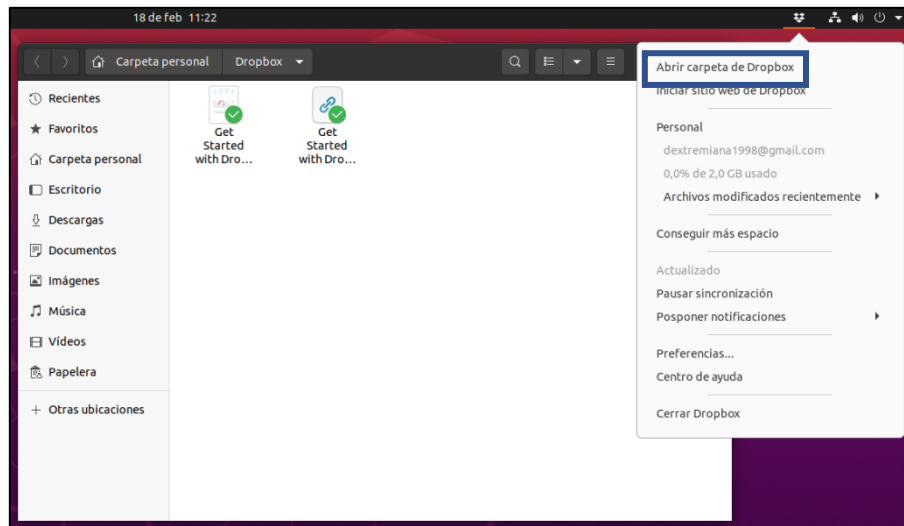 18 de feb 11:22
Carpeta personal
Dropbox
Recientes
Favoritos
Carpeta personal
Escritorio
Descargas
Documentos
Imágenes
Música
Vídeos
Papelera
Otras ubicaciones
Get
Started
with Dro...
Get
Started
with Dro...
Abrir carpeta de Dropbox
Iniciar sitio web de Dropbox
Personal
dextremiana1998@gmail.com
0,0% de 2,0 GB usado
Archivos modificados recientemente
Conseguir más espacio
Actualizado
Pausar sincronización
Posponer notificaciones
Preferencias...
Centro de ayuda
Cerrar Dropbox